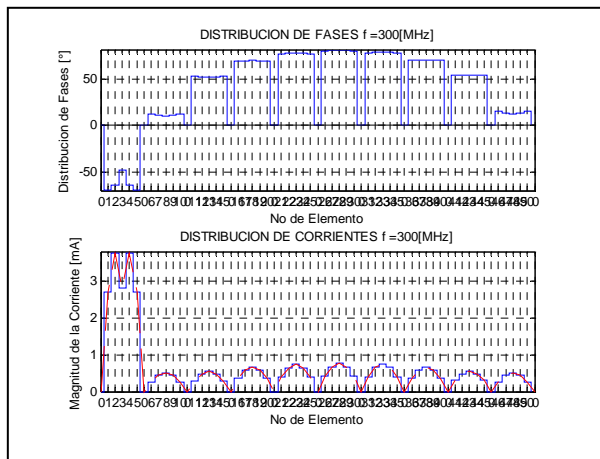 DISTRIBUCION DE FASES f =300[MHz]
Distribucion de Fases [°]
50
0
-50
No de Elemento
DISTRIBUCION DE CORRIENTES f =300[MHz]
Magnitud de la Corriente [mA]
3
2
1
0
No de Elemento